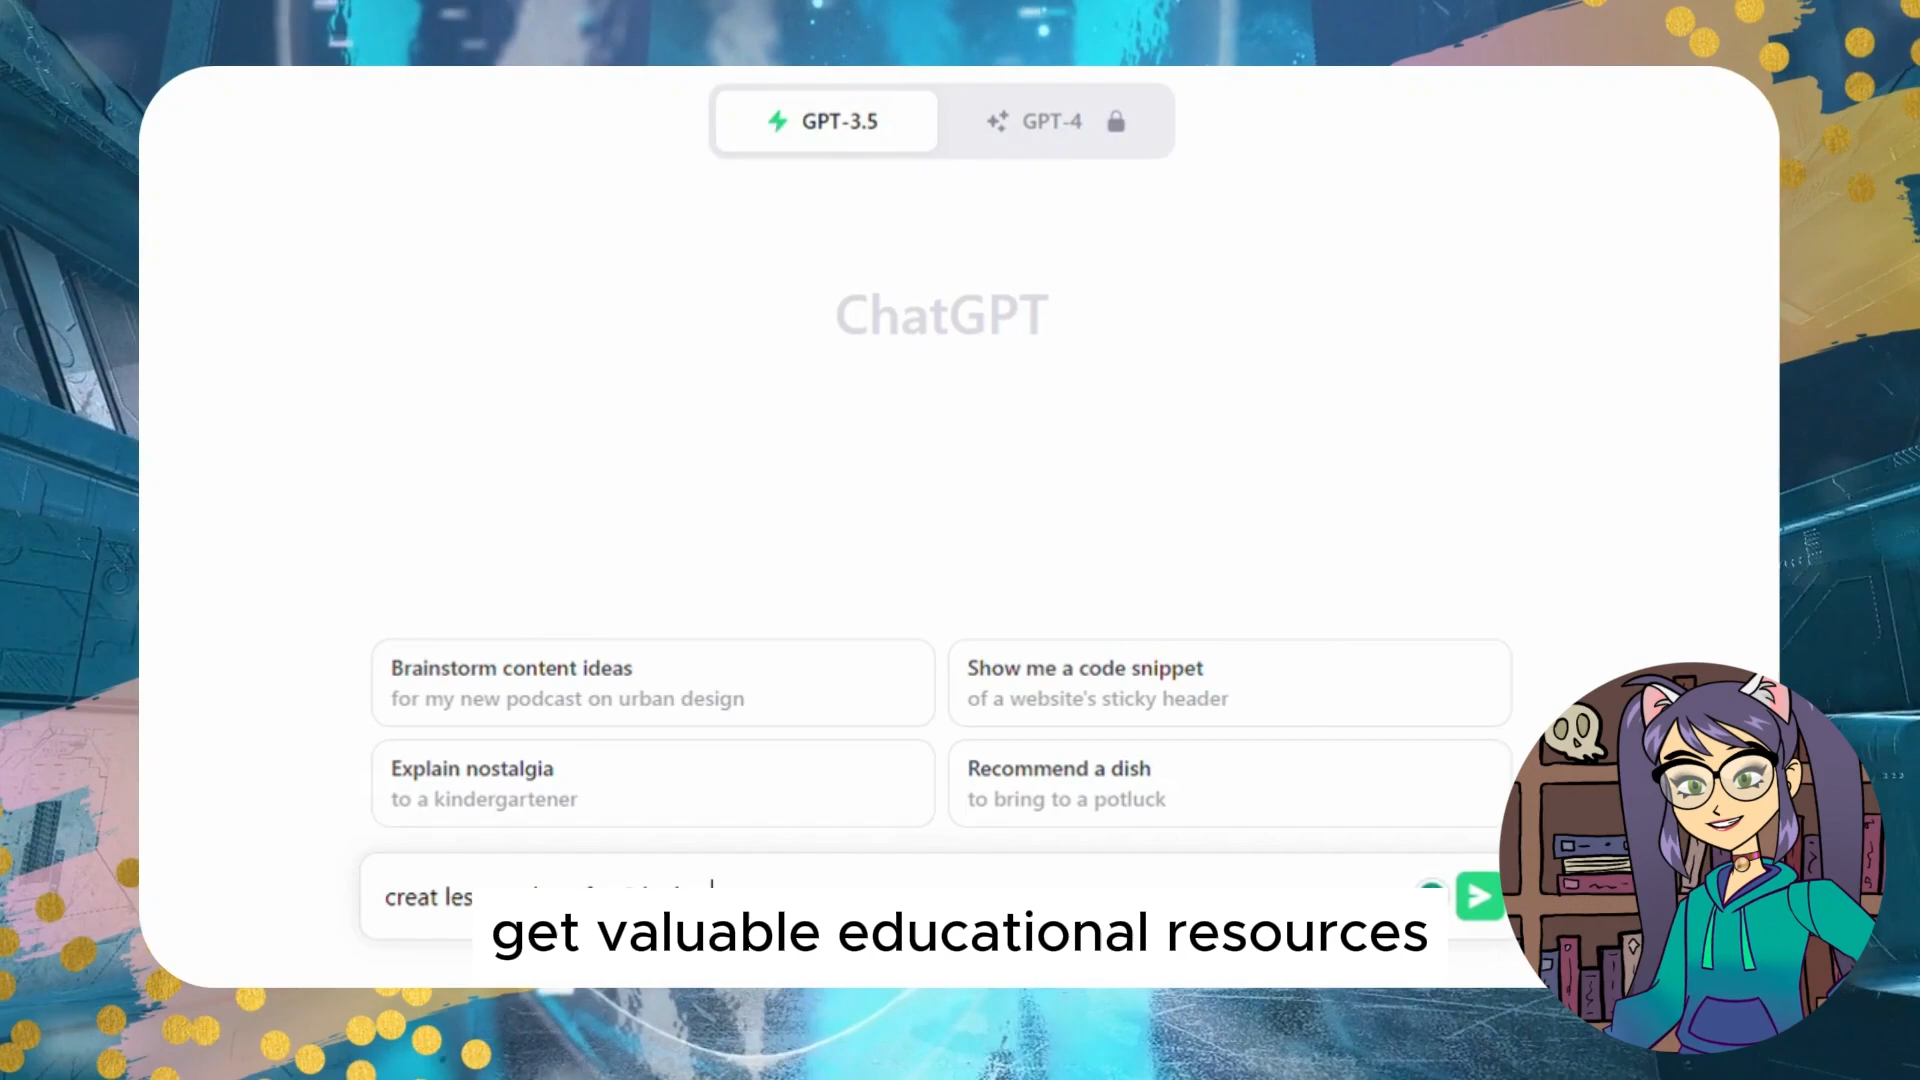 GPT-3.5
GPT-4
ChatGPT
Brainstorm content ideas
for my new podcast on urban design
Show me a code snippet
of a website's sticky header
Explain nostalgia
to a kindergartener
Recommend a dish
to bring to a potluck
creat
get valuable educational resources